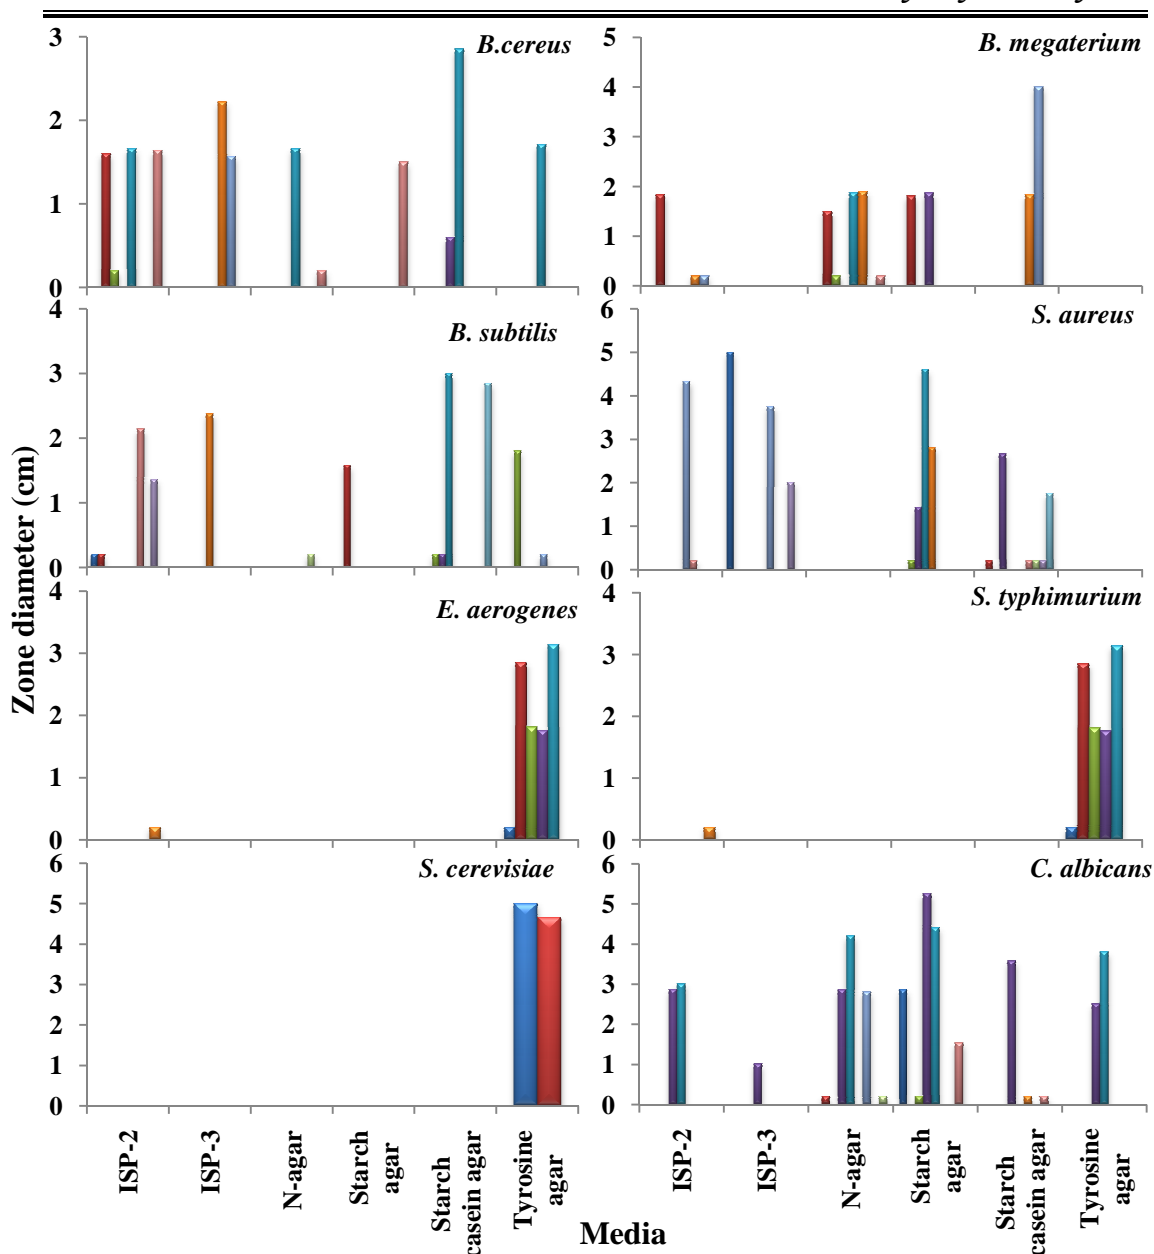 3 B.cereus
2
1
0
5 B. megaterium
4
3
2
1
0
4 B. subtilis
3
2
1
0
6 S. aureus
5
4
3
2
1
0
4 E. aerogenes
3
2
1
0
4 S. typhimurium
3
2
1
0
6 S. cerevisiae
5
4
3
2
1
0
6 C. albicans
5
4
3
2
1
0
Zone diameter (cm)
ISP-2
ISP-3
N-agar
Starch
agar
Starch
casein agar
Tyrosine
agar
ISP-2
ISP-3
N-agar
Starch
agar
Starch
casein agar
Tyrosine
agar
Media